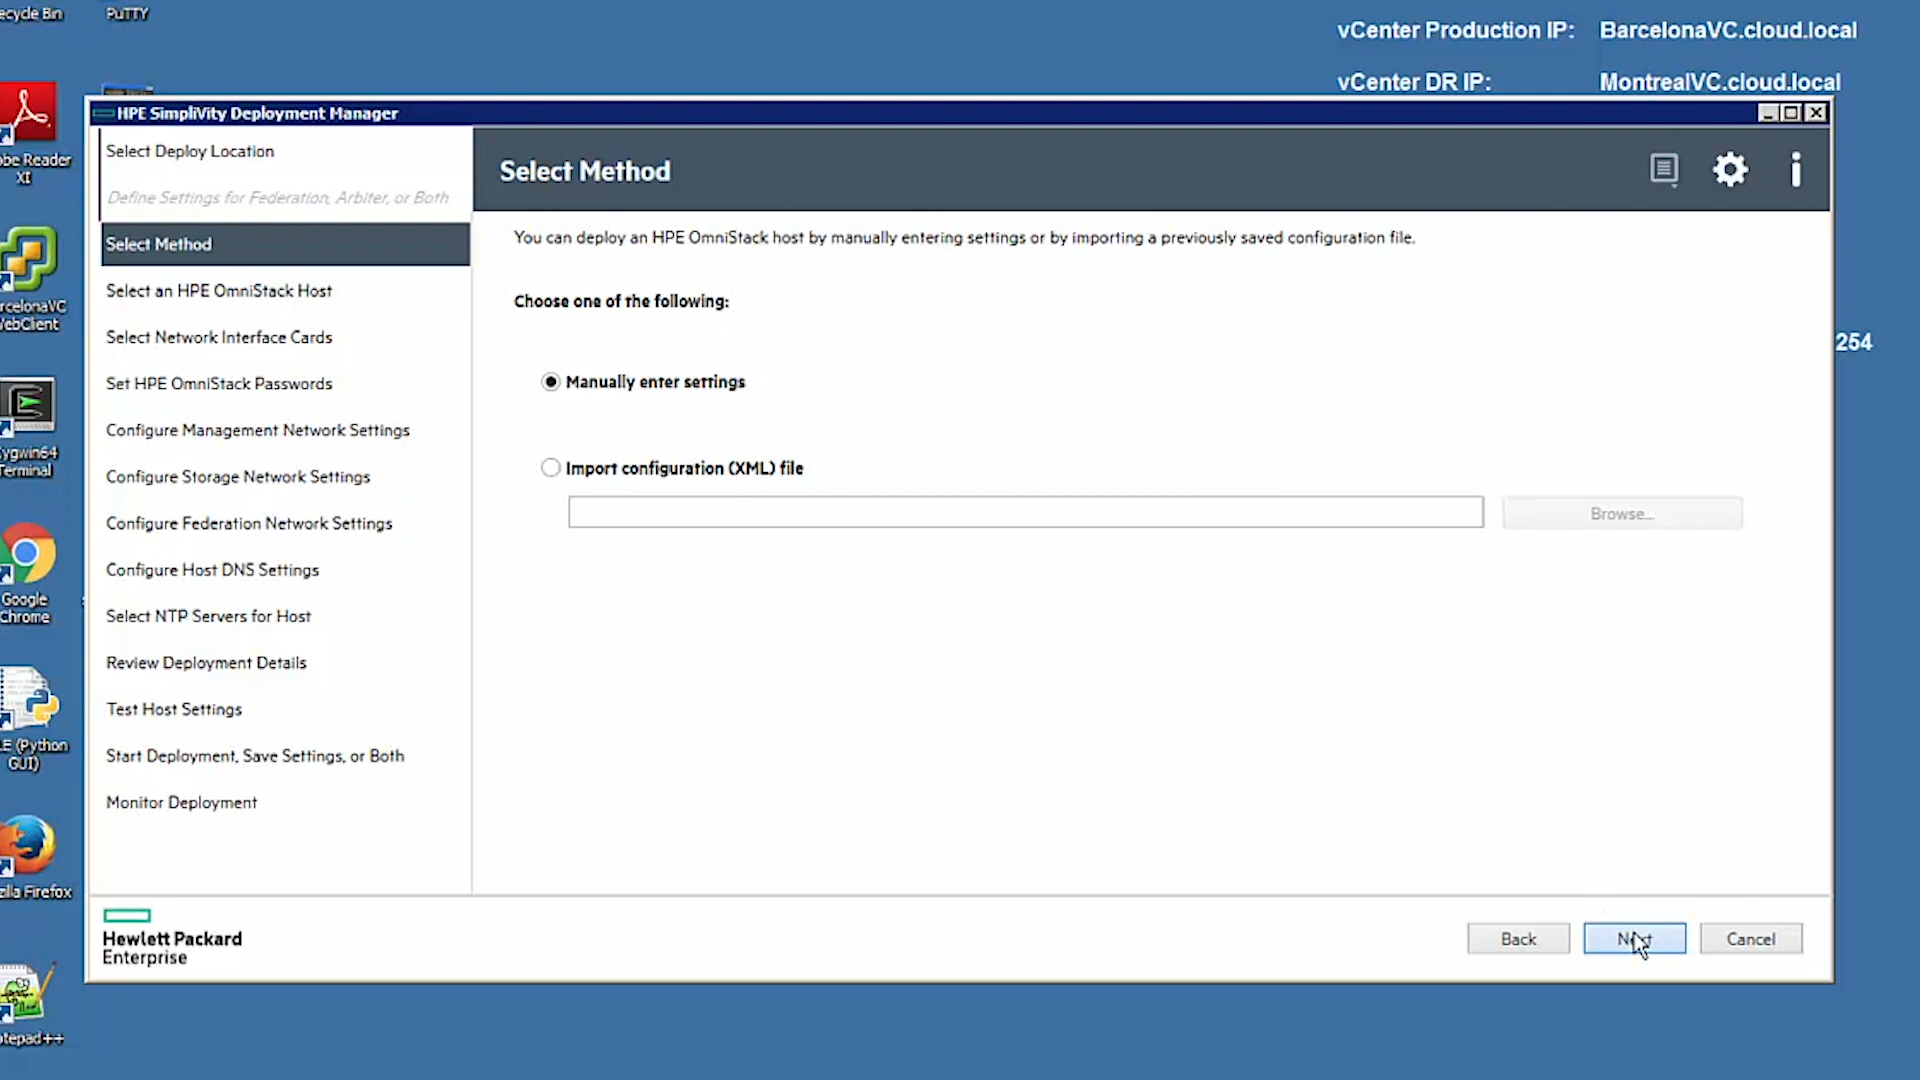 PuTTY
vCenter Production IP: BarcelonaVC.cloud.local
vCenter DR IP: MontrealVC.cloud.local
254
HPE SimpliVity Deployment Manager
Select Deploy Location
Define Settings for Federation, Arbiter, or Both
Select Method
Select an HPE OmniStack Host
Select Network Interface Cards
Set HPE OmniStack Passwords
Configure Management Network Settings
Configure Storage Network Settings
Configure Federation Network Settings
Configure Host DNS Settings
Select NTP Servers for Host
Review Deployment Details
Test Host Settings
Start Deployment, Save Settings, or Both
Monitor Deployment
Select Method
You can deploy an HPE OmniStack host by manually entering settings or by importing a previously saved configuration file.
Choose one of the following:
Manually enter settings
Import configuration (XML) file
Browse...
Hewlett Packard
Enterprise
Back
Next
Cancel
ecycle Bin
obe Reader
XI
rcelonaVC
WebClient
ygwin64
Terminal
Google
Chrome
LE (Python
GUI)
zilla Firefox
otepad++